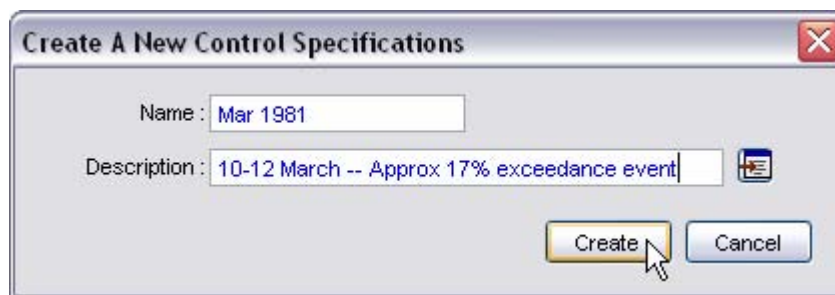 Create A New Control Specifications
Name : Mar 1981
Description : 10-12 March -- Approx 17% exceedance event
Create Cancel